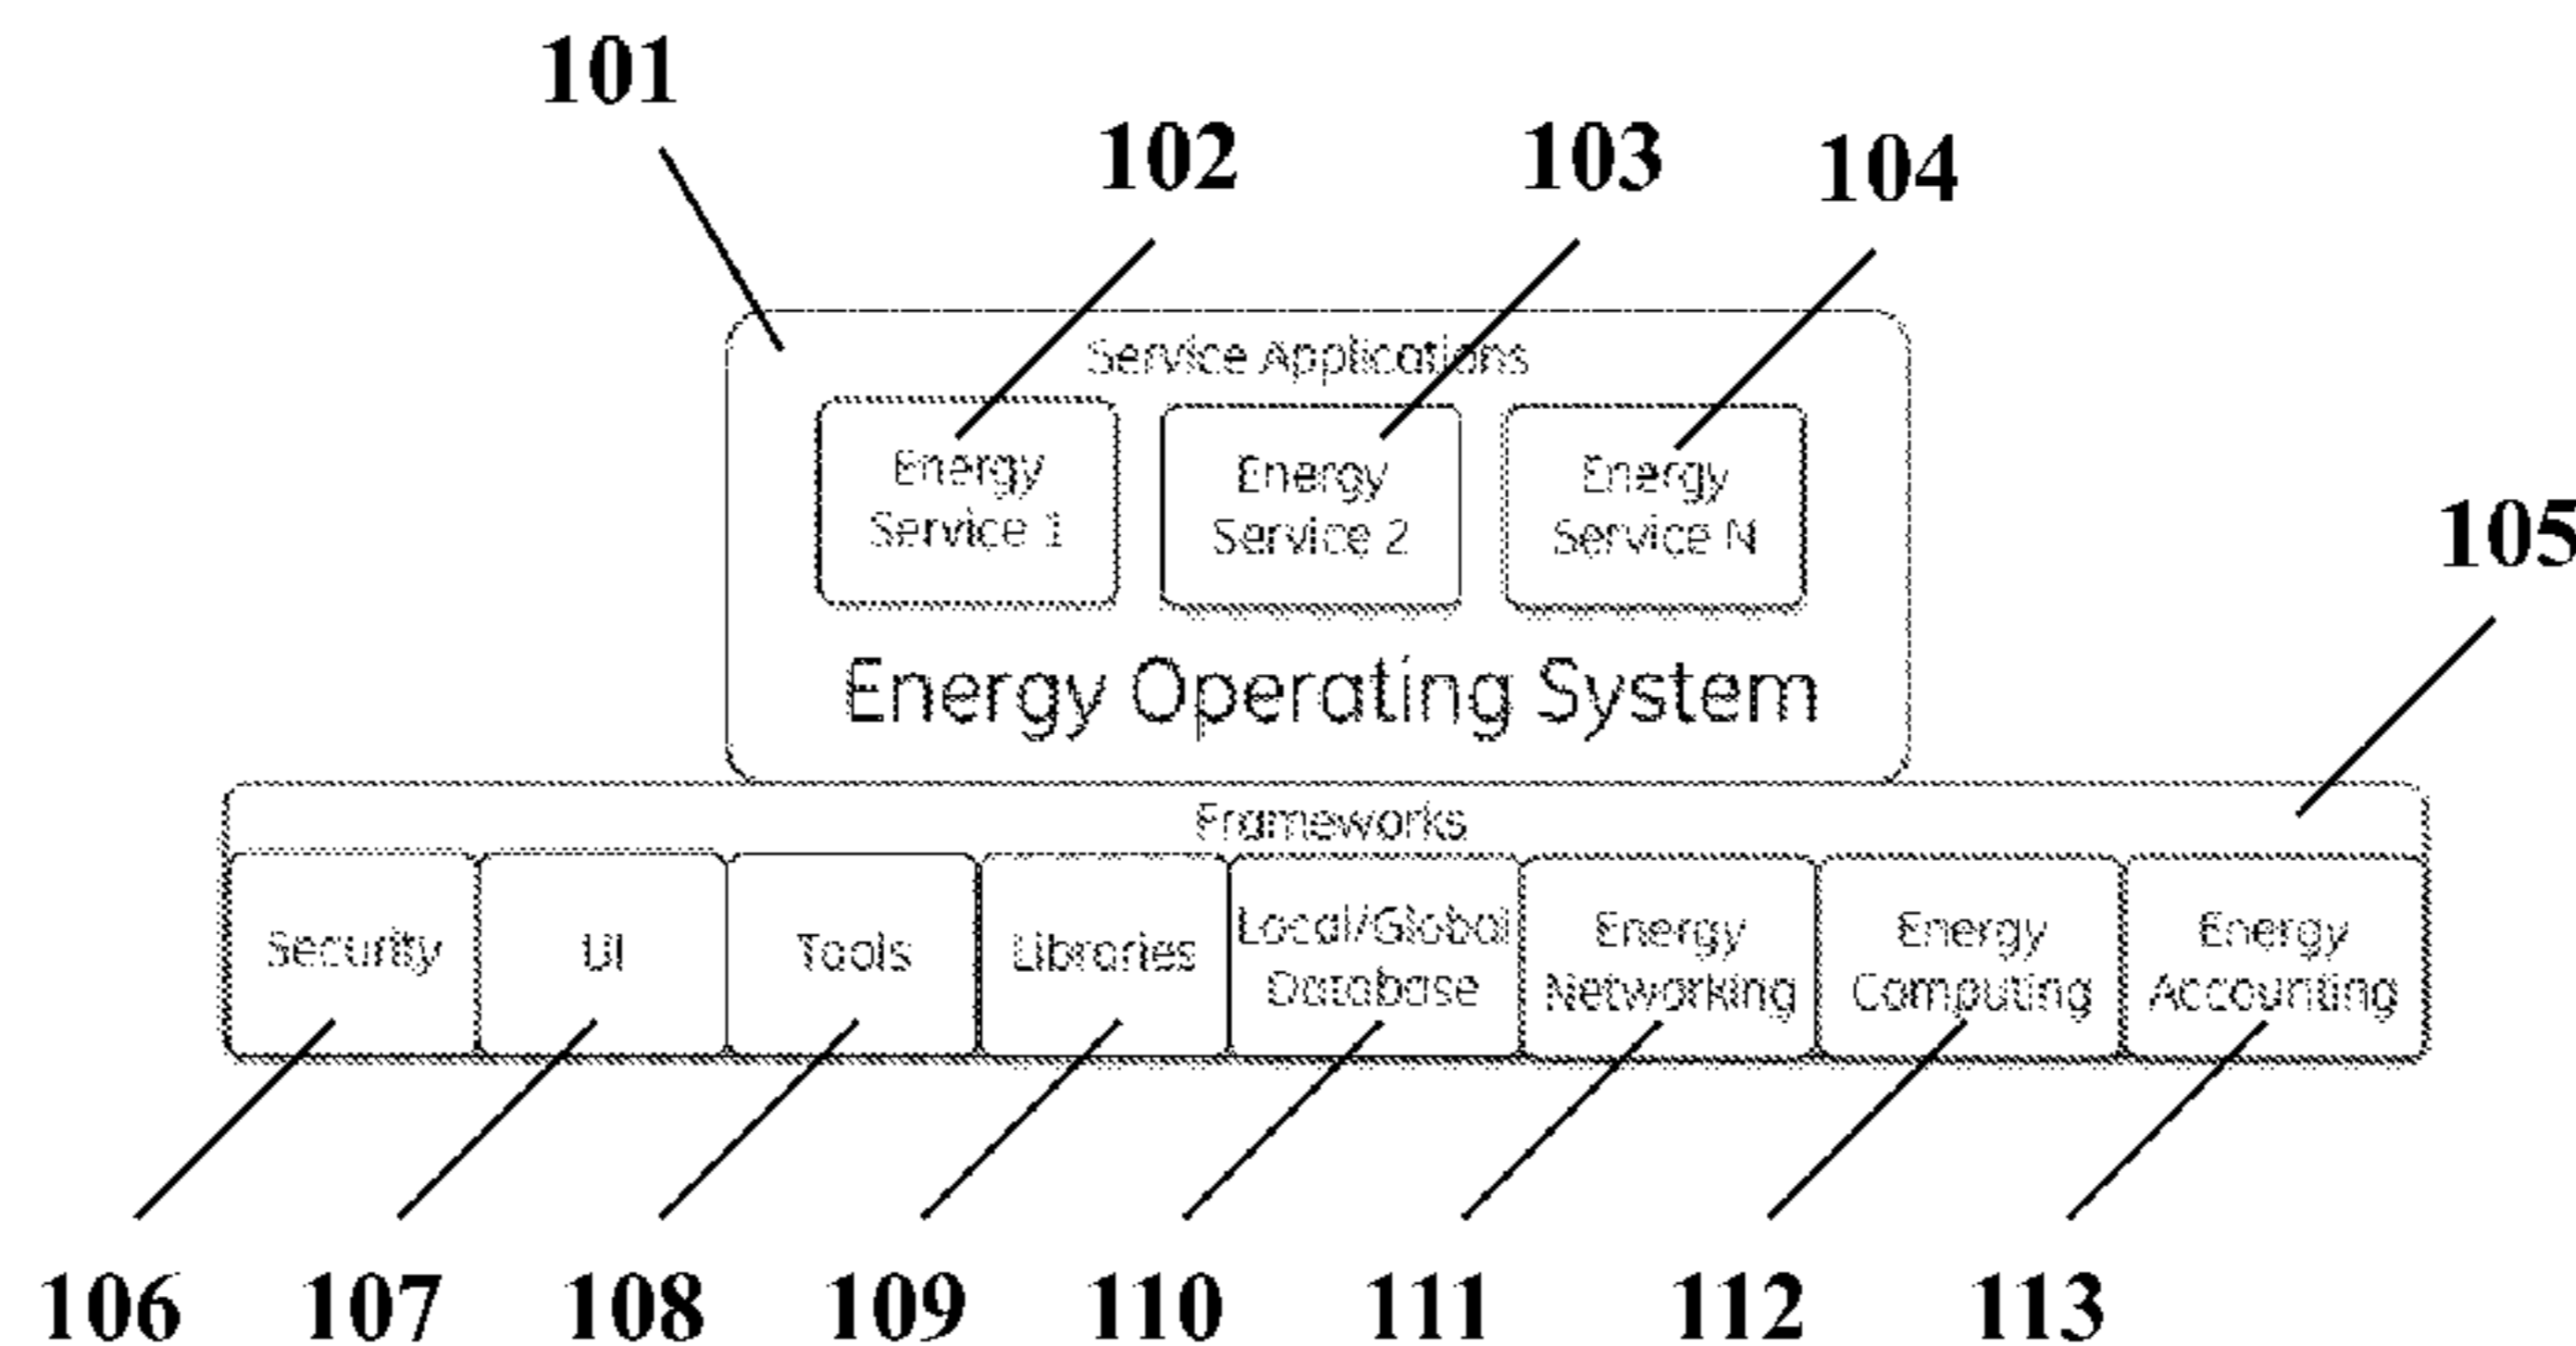 101
102
103
104
Service Applications
Energy
Service 1
Energy
Service 2
Energy
Service N
105
Energy Operating System
Frameworks
Security
UI
Tools
Libraries
Local/Global
Database
Energy
Networking
Energy
Computing
Energy
Accounting
106
107
108
109
110
111
112
113